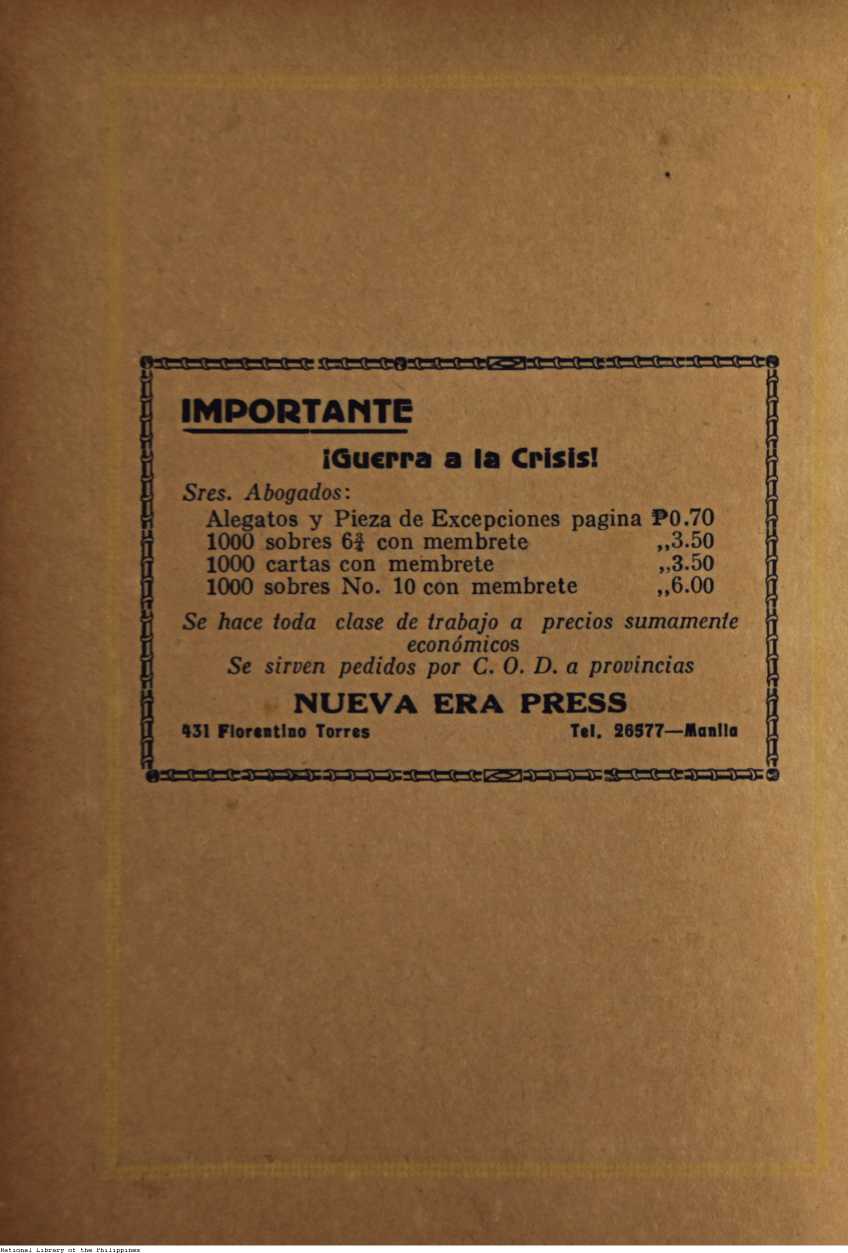 IMPORTANTE
¡Guerra a la Crisis!
Sres. Abogados:
Alegatos y Pieza de Excepciones pagina ₱0.70
1000 sobres 6¾ con membrete ,,3.50
1000 cartas con membrete ,,3.50
1000 sobres No. 10 con membrete ,,6.00
Se hace toda clase de trabajo a precios sumamente
económicos
Se sirven pedidos por C. O. D. a provincias
NUEVA ERA PRESS
431 Florentino Torres Tel. 26577—Manila
National Library of the Philippines